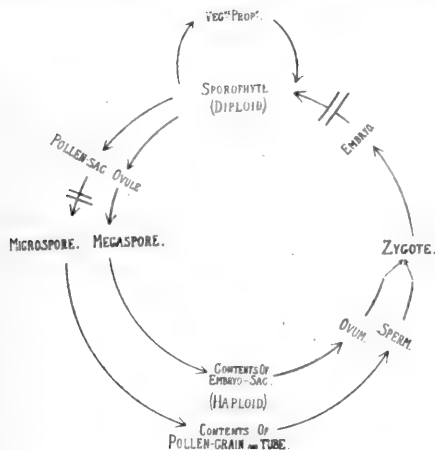 VEGVE PROPN.
SPOROPHYTE
(DIPLOID)
POLLEN-SAC
OVULE
EMBRYO.
MICROSPORE.
MEGASPORE.
ZYGOTE.
OVUM.
SPERM.
CONTENTS OF
EMBRYO-SAC.
(HAPLOID)
CONTENTS OF
POLLEN-GRAIN AND TUBE.